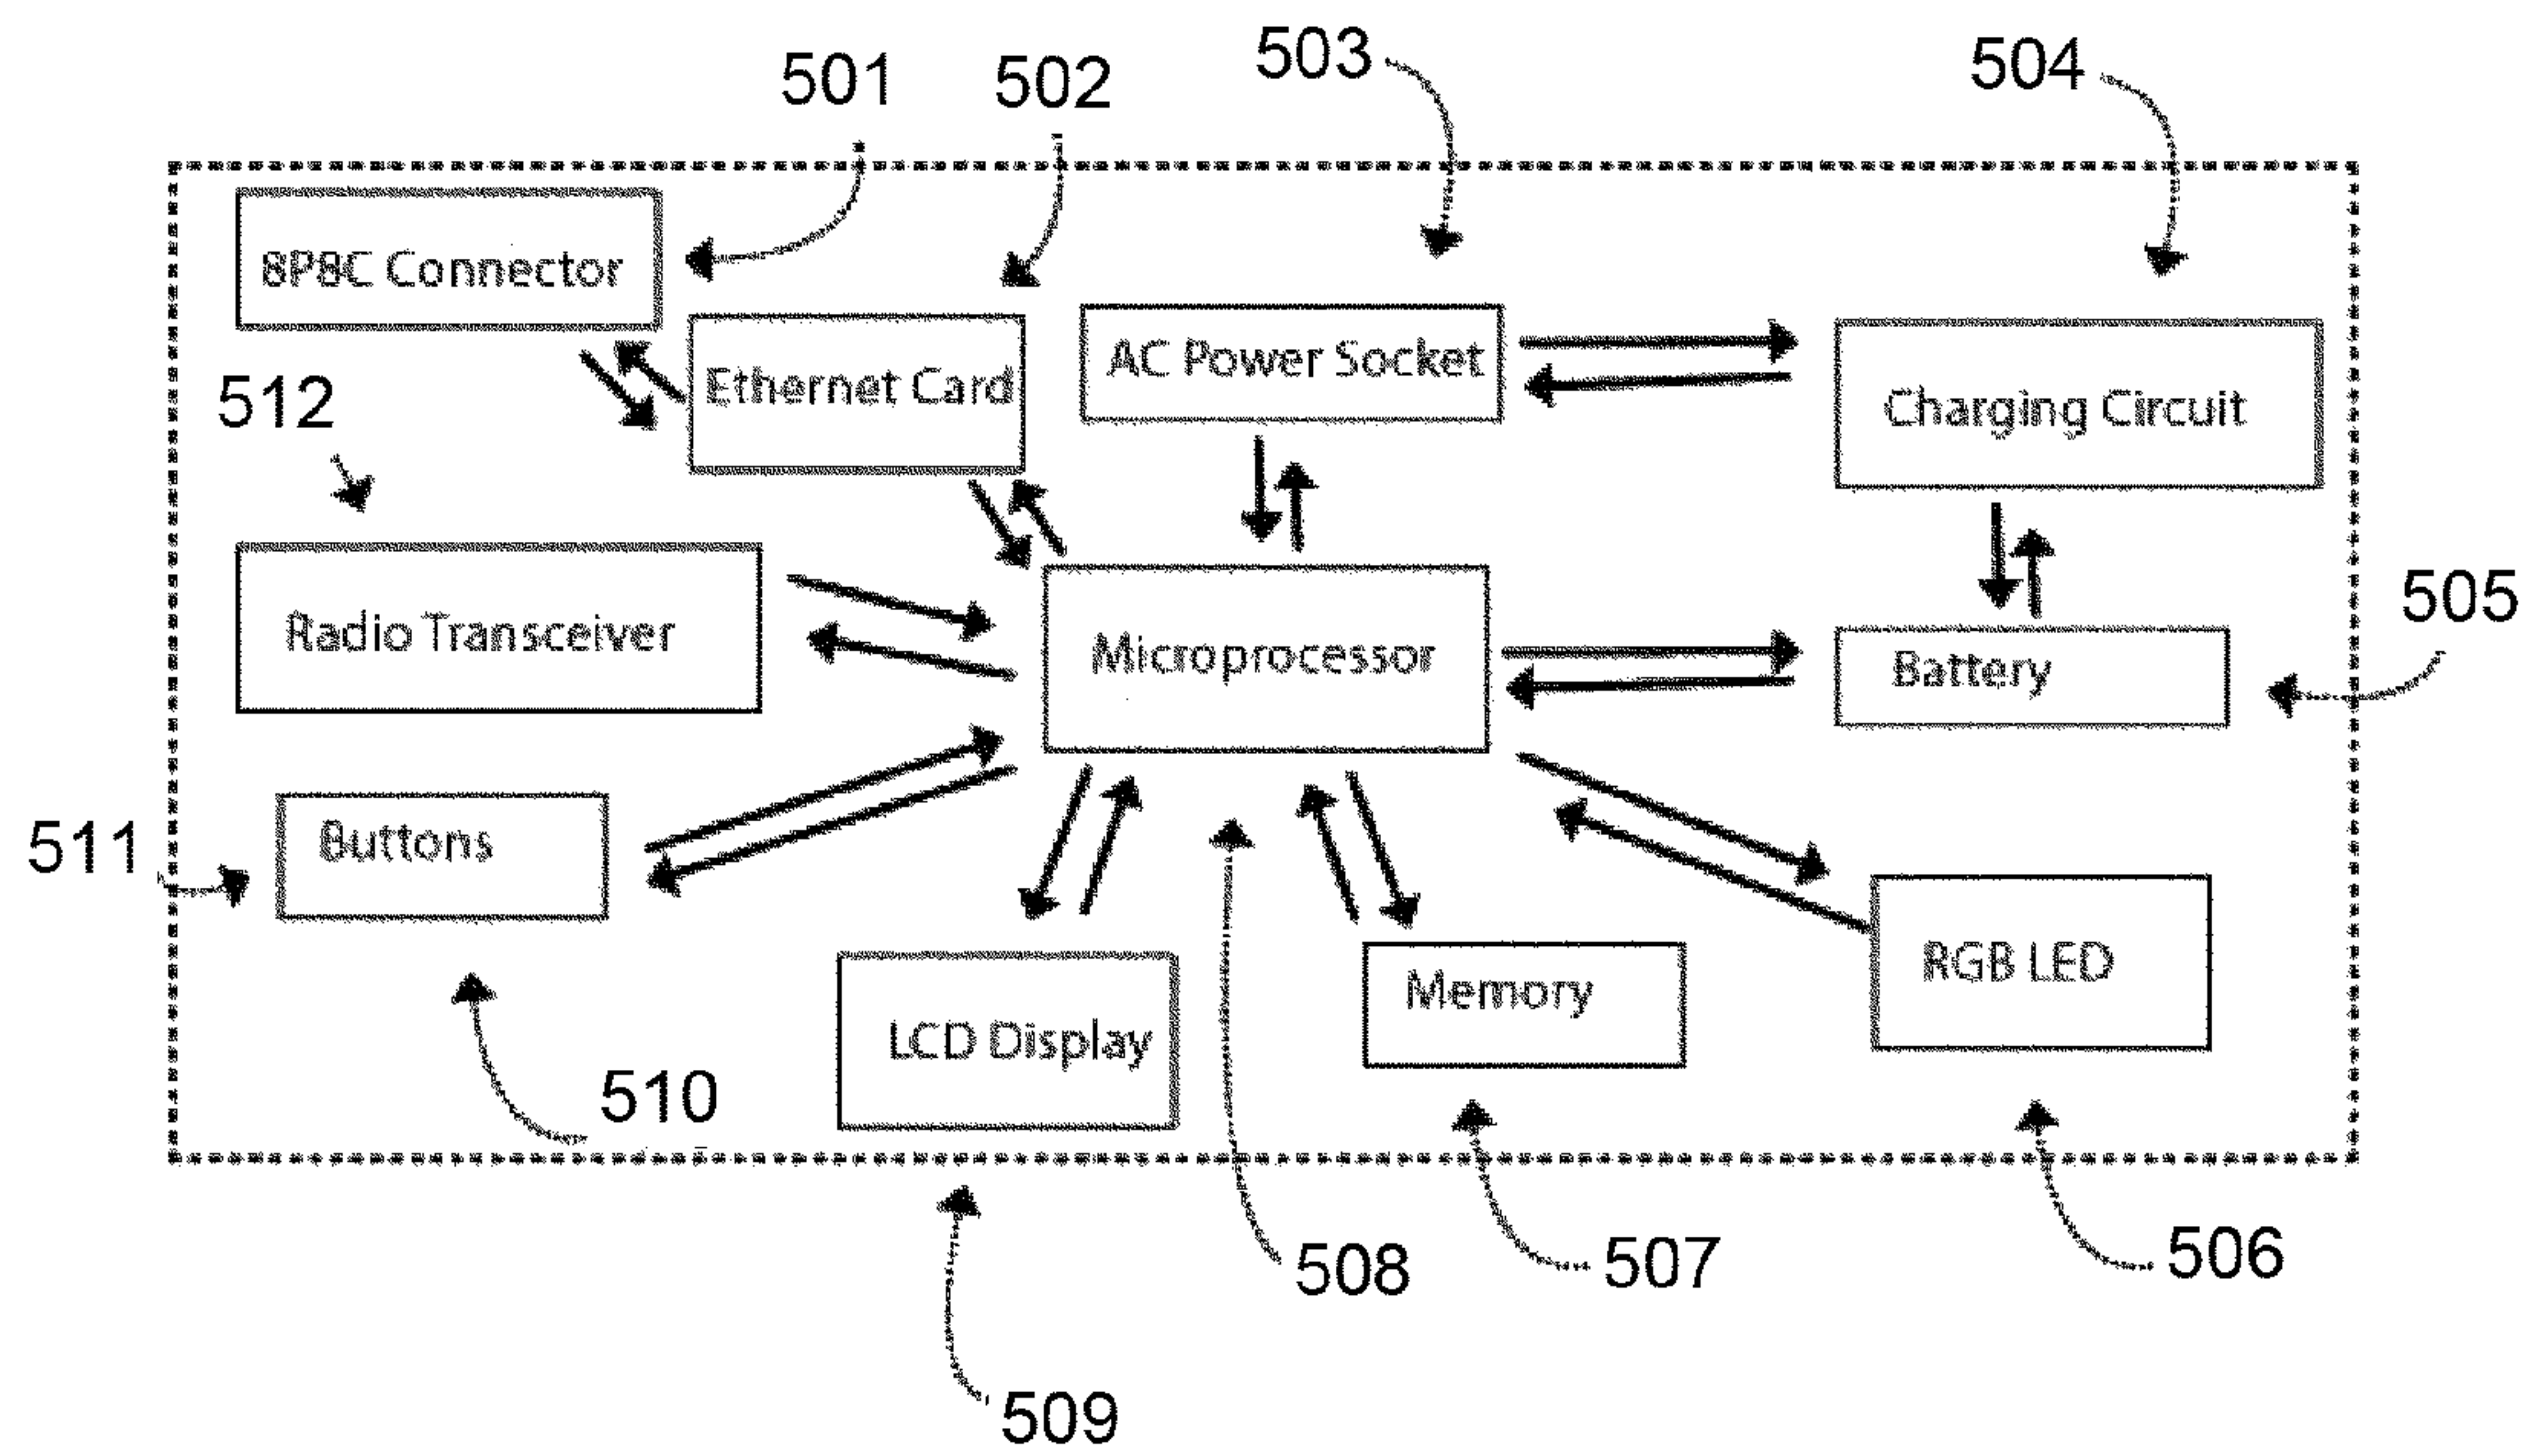 501
502
503
504
8P8C Connector
Ethernet Card
AC Power Socket
Charging Circuit
512
Radio Transceiver
Microprocessor
Battery
505
511
Buttons
RGB LED
LCD Display
Memory
510
508
507
506
509